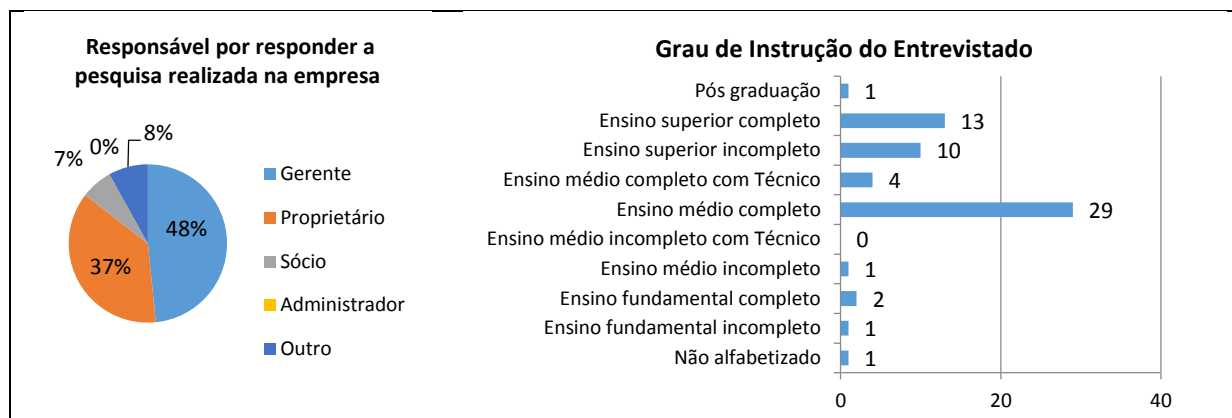 Responsável por responder a
pesquisa realizada na empresa
0%
8%
7%
48%
37%
Gerente
Proprietário
Sócio
Administrador
Outro
Grau de Instrução do Entrevistado
Pós graduação 1
Ensino superior completo 13
Ensino superior incompleto 10
Ensino médio completo com Técnico 4
Ensino médio completo 29
Ensino médio incompleto com Técnico 0
Ensino médio incompleto 1
Ensino fundamental completo 2
Ensino fundamental incompleto 1
Não alfabetizado 1
0 20 40